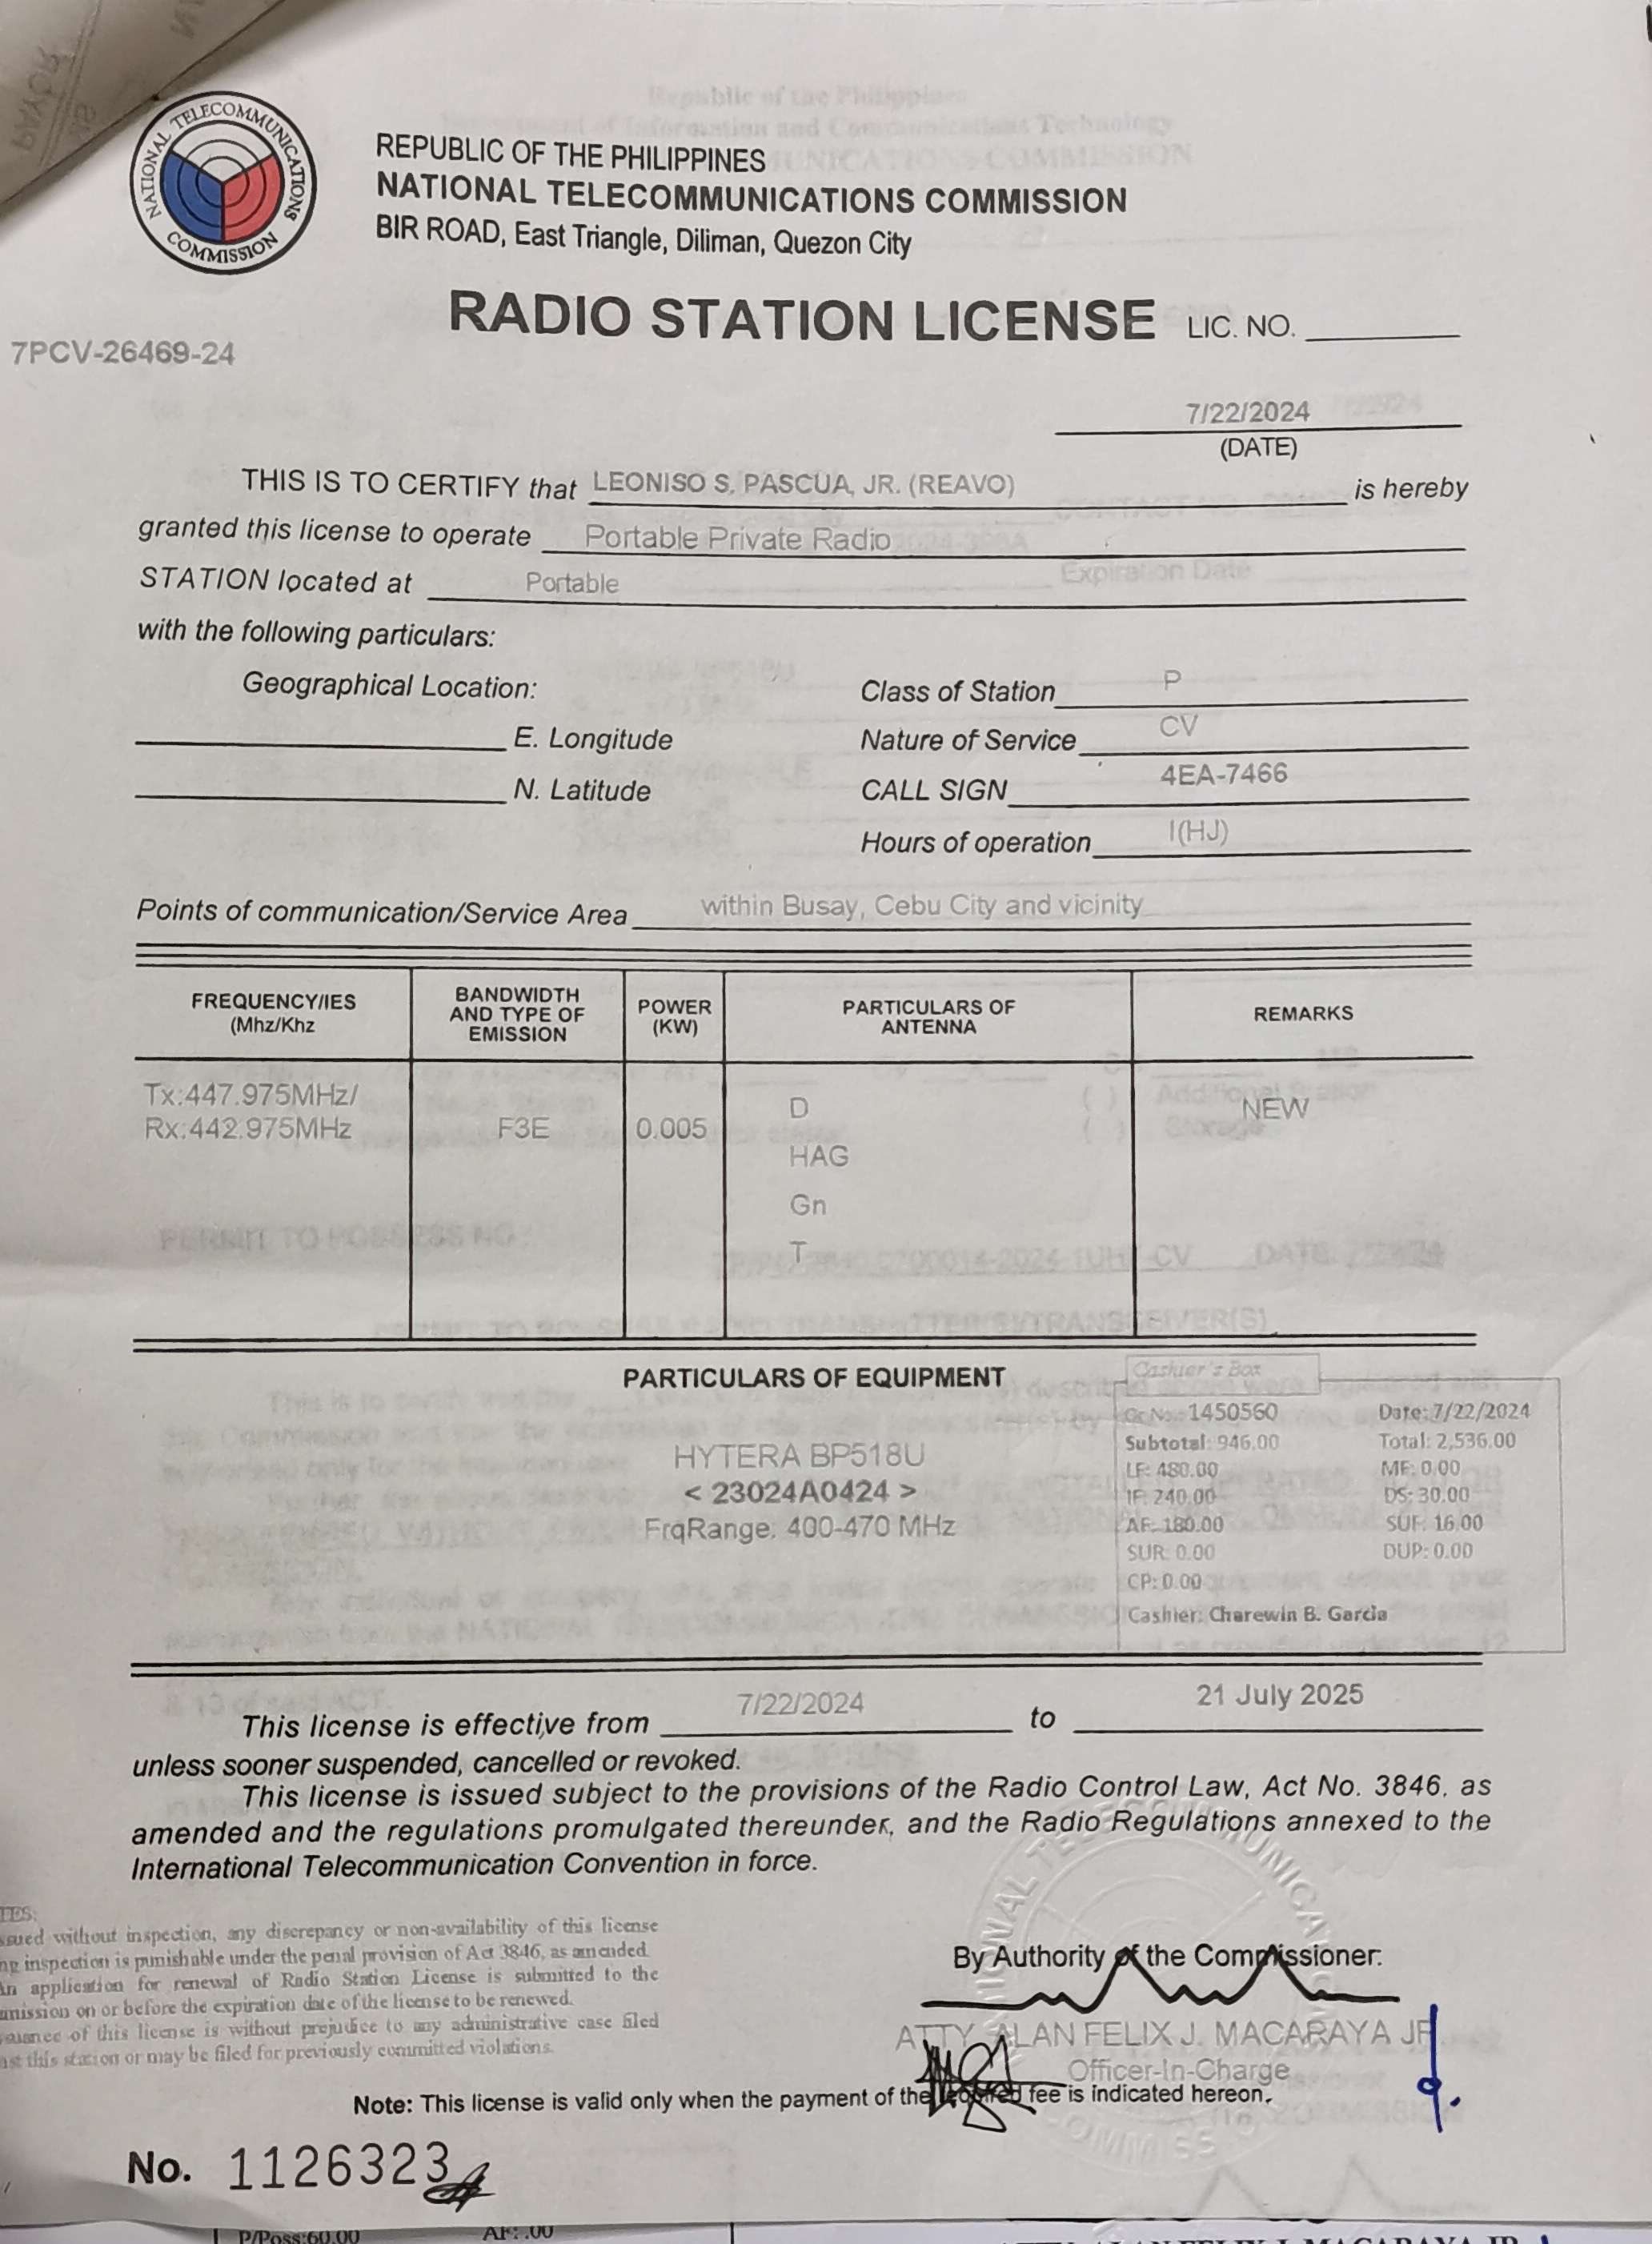 NATIONAL TELECOMMUNICATIONS COMMISSION
REPUBLIC OF THE PHILIPPINES
NATIONAL TELECOMMUNICATIONS COMMISSION
BIR ROAD, East Triangle, Diliman, Quezon City
RADIO STATION LICENSE LIC. NO.
7PCV-26469-24
7/22/2024
(DATE)
THIS IS TO CERTIFY that LEONISO S. PASCUA, JR. (REAVO) is hereby
granted this license to operate Portable Private Radio
STATION located at Portable
with the following particulars:
Geographical Location:
E. Longitude
N. Latitude
Class of Station P
Nature of Service CV
CALL SIGN 4EA-7466
Hours of operation I(HJ)
Points of communication/Service Area within Busay, Cebu City and vicinity
FREQUENCY/IES
(Mhz/Khz
BANDWIDTH
AND TYPE OF
EMISSION
POWER
(KW)
PARTICULARS OF
ANTENNA
REMARKS
Tx:447.975MHz/
Rx:442.975MHz
F3E
0.005
D
HAG
Gn
T
NEW
PARTICULARS OF EQUIPMENT
HYTERA BP518U
< 23024A0424 >
FrqRange: 400-470 MHz
Cashier's Box
Or No.: 1450560 Date: 7/22/2024
Subtotal: 946.00 Total: 2,536.00
LF: 480.00 MF: 0.00
IF: 240.00 DS: 30.00
AF: 180.00 SUF: 16.00
SUR: 0.00 DUP: 0.00
CP: 0.00
Cashier: Charewin B. Garcia
This license is effective from 7/22/2024 to 21 July 2025
unless sooner suspended, cancelled or revoked.
This license is issued subject to the provisions of the Radio Control Law, Act No. 3846, as
amended and the regulations promulgated thereunder, and the Radio Regulations annexed to the
International Telecommunication Convention in force.
without inspection, any discrepancy or non-availability of this license
inspection is punishable under the penal provision of Act 3846, as amended.
application for renewal of Radio Station License is submitted to the
on or before the expiration date of the license to be renewed.
of this license is without prejudice to any administrative case filed
this station or may be filed for previously committed violations.
By Authority of the Commissioner:
ATTY. ALAN FELIX J. MACARAYA JR.
Officer-In-Charge
Note: This license is valid only when the payment of the required fee is indicated hereon.
No. 1126323
P/Poss:60.00 AF: .00